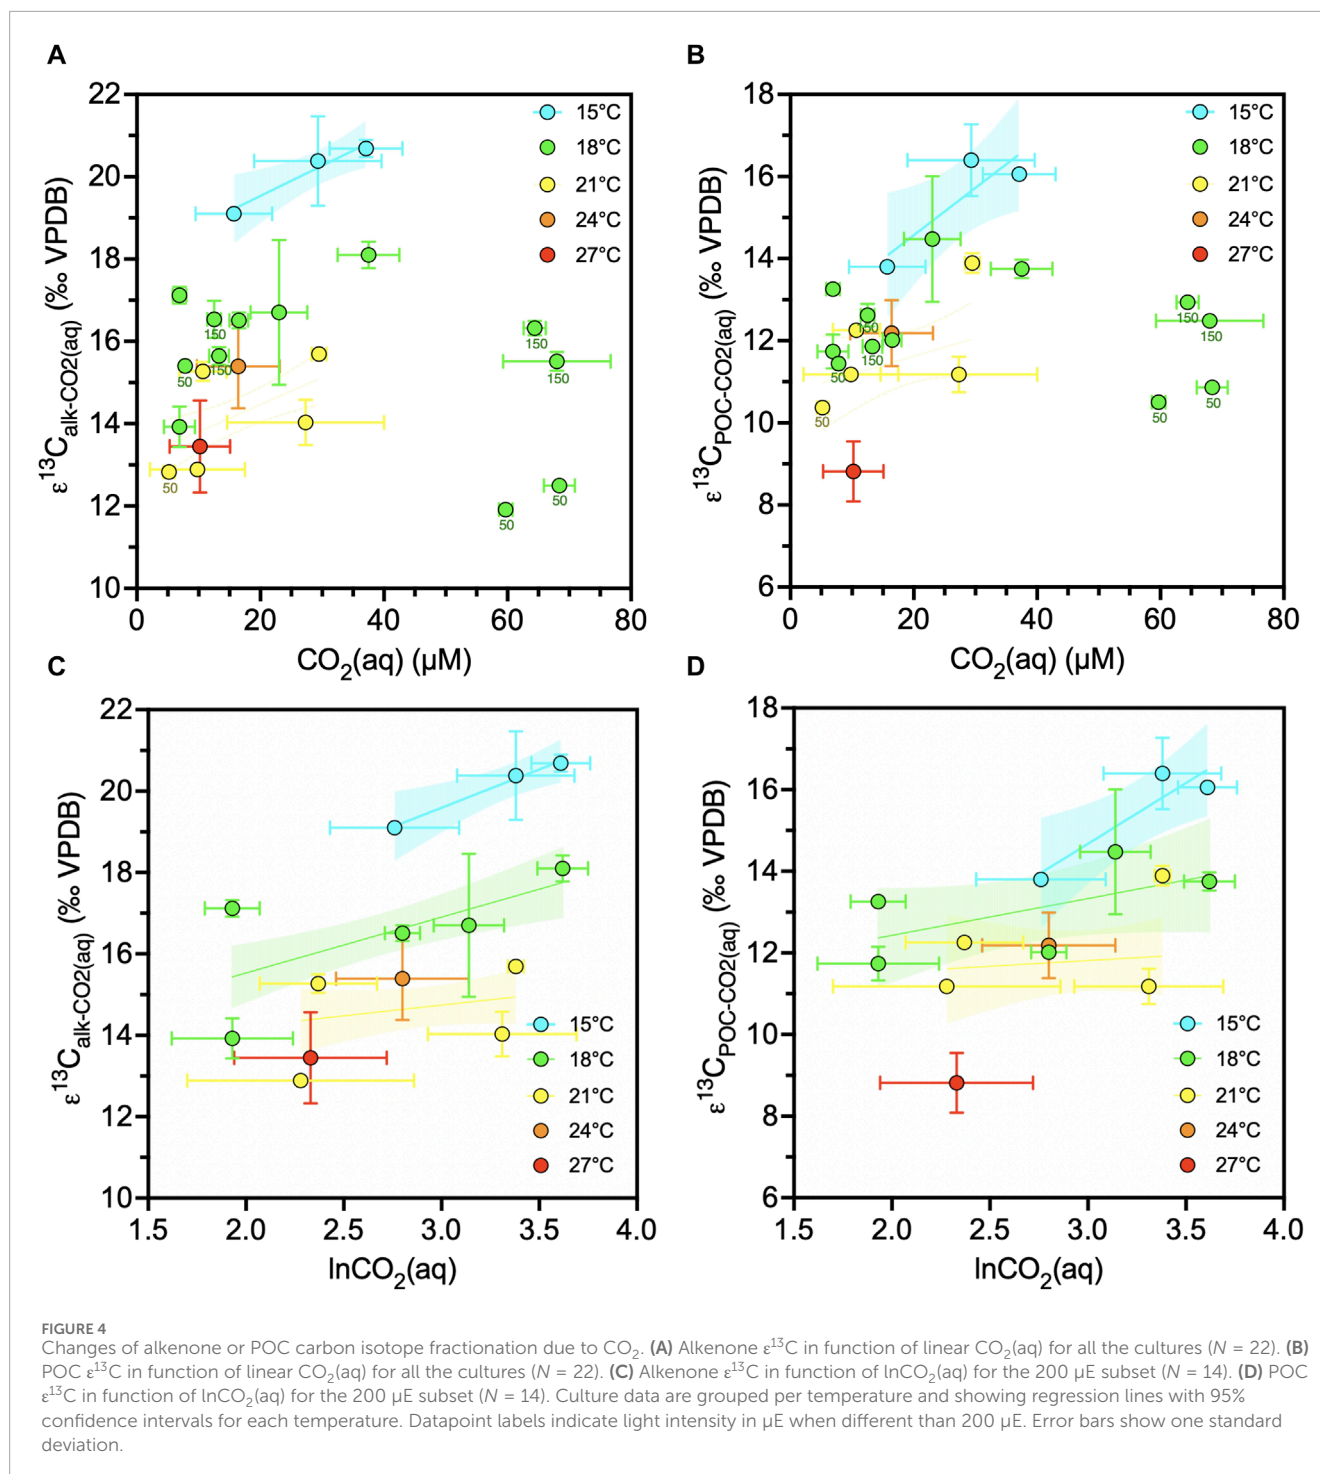 A
22
20
18
16
14
12
10
0
20
40
60
80
ε13Calk-CO2(aq) (‰ VPDB)
CO2(aq) (μM)
15°C
18°C
21°C
24°C
27°C
150
150
50
50
150
150
50
50
B
18
16
14
12
10
8
6
0
20
40
60
80
ε13CPOC-CO2(aq) (‰ VPDB)
CO2(aq) (μM)
15°C
18°C
21°C
24°C
27°C
150
150
50
50
150
150
50
50
C
22
20
18
16
14
12
10
1.5
2.0
2.5
3.0
3.5
4.0
ε13Calk-CO2(aq) (‰ VPDB)
lnCO2(aq)
15°C
18°C
21°C
24°C
27°C
D
18
16
14
12
10
8
6
1.5
2.0
2.5
3.0
3.5
4.0
ε13CPOC-CO2(aq) (‰ VPDB)
lnCO2(aq)
15°C
18°C
21°C
24°C
27°C
FIGURE 4
Changes of alkenone or POC carbon isotope fractionation due to CO2. (A) Alkenone ε13C in function of linear CO2(aq) for all the cultures (N = 22). (B)
POC ε13C in function of linear CO2(aq) for all the cultures (N = 22). (C) Alkenone ε13C in function of lnCO2(aq) for the 200 μE subset (N = 14). (D) POC
ε13C in function of lnCO2(aq) for the 200 μE subset (N = 14). Culture data are grouped per temperature and showing regression lines with 95%
confidence intervals for each temperature. Datapoint labels indicate light intensity in μE when different than 200 μE. Error bars show one standard
deviation.